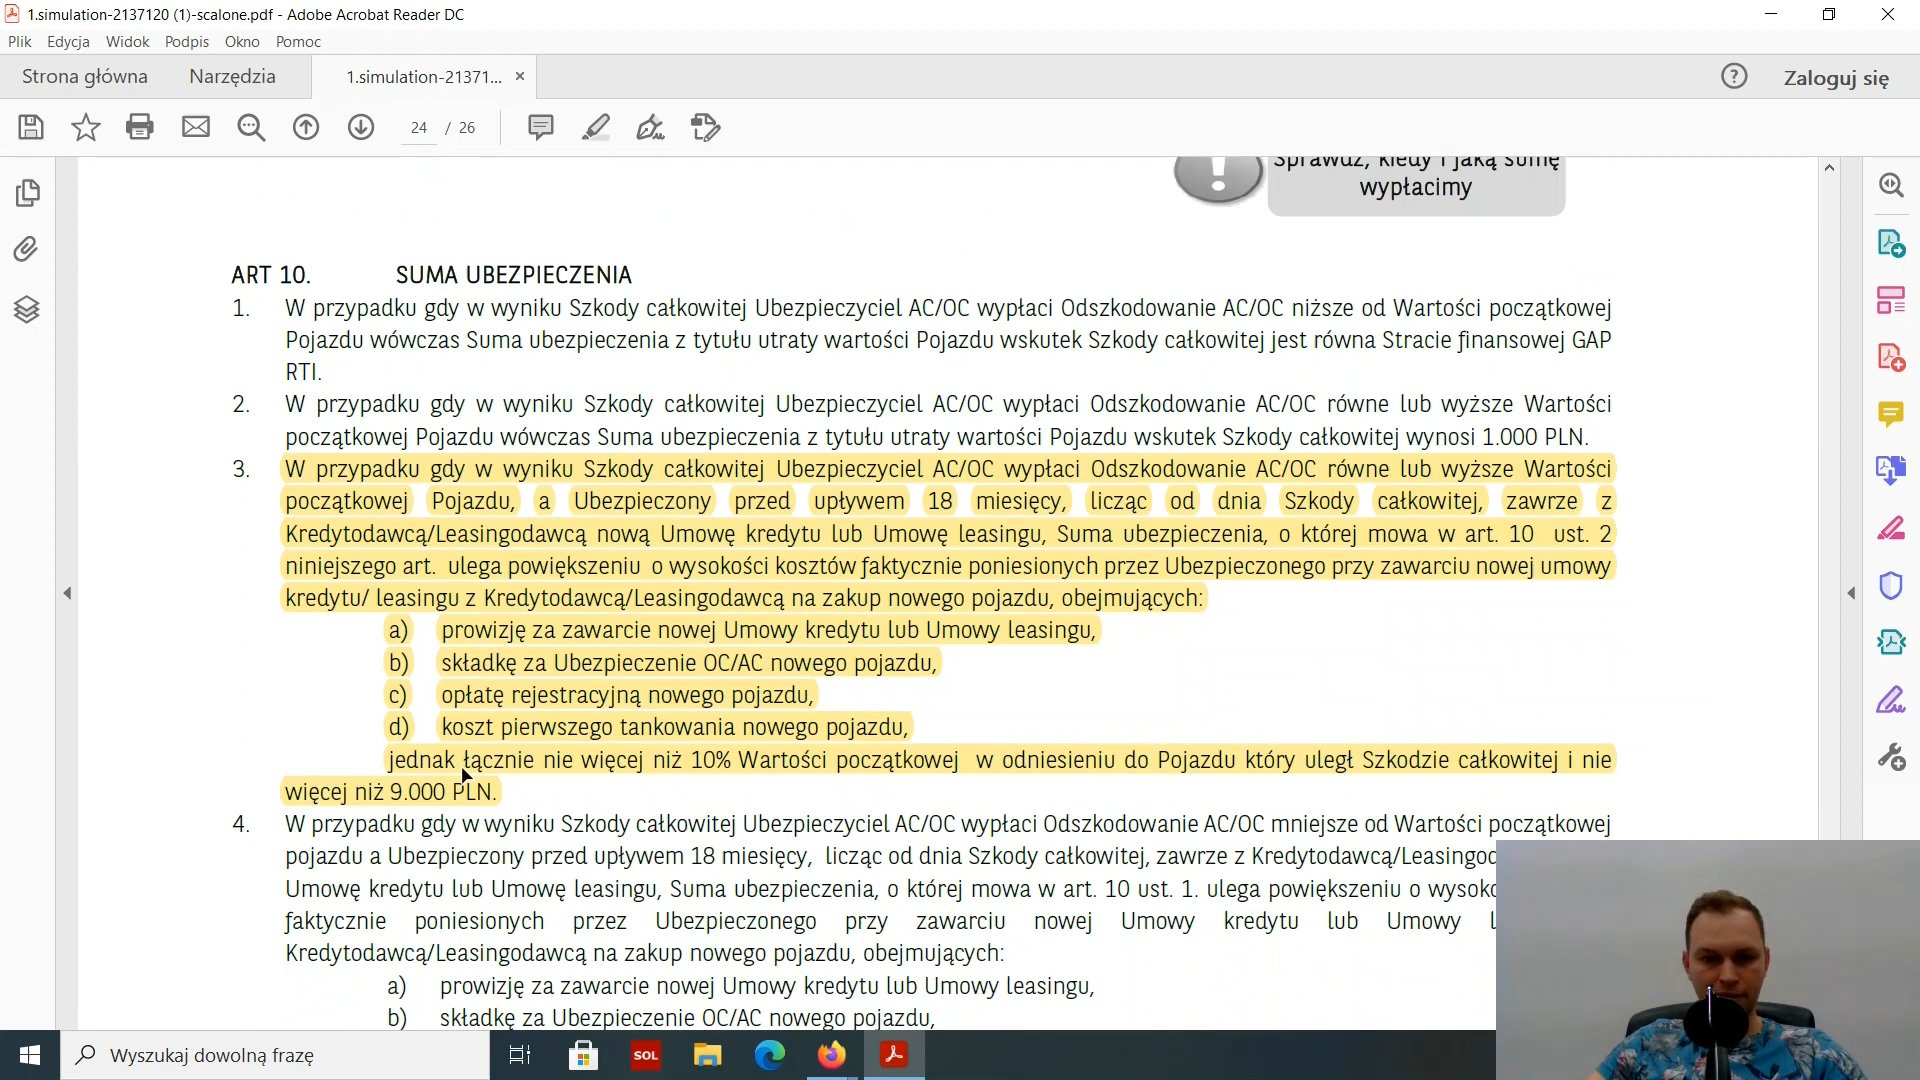 1.simulation-2137120 (1)-scalone.pdf - Adobe Acrobat Reader DC
Plik Edycja Widok Podpis Okno Pomoc
Strona główna Narzędzia 1.simulation-21371... × Zaloguj się
24 / 26
Sprawdź, kiedy i jaką sumę
wypłacimy
ART 10. SUMA UBEZPIECZENIA
1. W przypadku gdy w wyniku Szkody całkowitej Ubezpieczyciel AC/OC wypłaci Odszkodowanie AC/OC niższe od Wartości początkowej
Pojazdu wówczas Suma ubezpieczenia z tytułu utraty wartości Pojazdu wskutek Szkody całkowitej jest równa Stracie finansowej GAP
RTI.
2. W przypadku gdy w wyniku Szkody całkowitej Ubezpieczyciel AC/OC wypłaci Odszkodowanie AC/OC równe lub wyższe Wartości
początkowej Pojazdu wówczas Suma ubezpieczenia z tytułu utraty wartości Pojazdu wskutek Szkody całkowitej wynosi 1.000 PLN.
3. W przypadku gdy w wyniku Szkody całkowitej Ubezpieczyciel AC/OC wypłaci Odszkodowanie AC/OC równe lub wyższe Wartości
początkowej Pojazdu, a Ubezpieczony przed upływem 18 miesięcy, licząc od dnia Szkody całkowitej, zawrze z
Kredytodawcą/Leasingodawcą nową Umowę kredytu lub Umowę leasingu, Suma ubezpieczenia, o której mowa w art. 10 ust. 2
niniejszego art. ulega powiększeniu o wysokości kosztów faktycznie poniesionych przez Ubezpieczonego przy zawarciu nowej umowy
kredytu/ leasingu z Kredytodawcą/Leasingodawcą na zakup nowego pojazdu, obejmujących:
a) prowizję za zawarcie nowej Umowy kredytu lub Umowy leasingu,
b) składkę za Ubezpieczenie OC/AC nowego pojazdu,
c) opłatę rejestracyjną nowego pojazdu,
d) koszt pierwszego tankowania nowego pojazdu,
jednak łącznie nie więcej niż 10% Wartości początkowej w odniesieniu do Pojazdu który uległ Szkodzie całkowitej i nie
więcej niż 9.000 PLN.
4. W przypadku gdy w wyniku Szkody całkowitej Ubezpieczyciel AC/OC wypłaci Odszkodowanie AC/OC mniejsze od Wartości początkowej
pojazdu a Ubezpieczony przed upływem 18 miesięcy, licząc od dnia Szkody całkowitej, zawrze z
Umowę kredytu lub Umowę leasingu, Suma ubezpieczenia, o której mowa w art. 10 ust. 1. ulega powiększeniu o
faktycznie poniesionych przez Ubezpieczonego przy zawarciu nowej Umowy kredytu lub Umowy
Kredytodawcą/Leasingodawcą na zakup nowego pojazdu, obejmujących:
a) prowizję za zawarcie nowej Umowy kredytu lub Umowy leasingu,
b) składkę za Ubezpieczenie OC/AC nowego pojazdu,
Wyszukaj dowolną frazę SOL